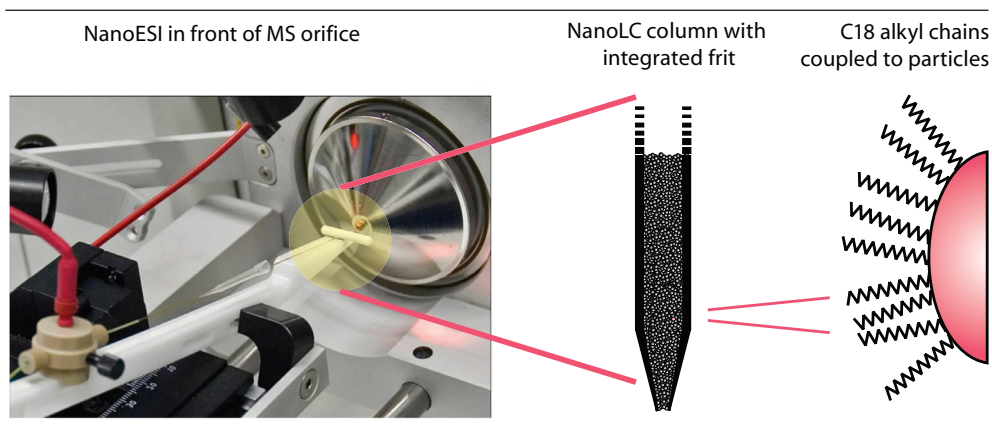 NanoESI in front of MS orifice
NanoLC column with
integrated frit
C18 alkyl chains
coupled to particles